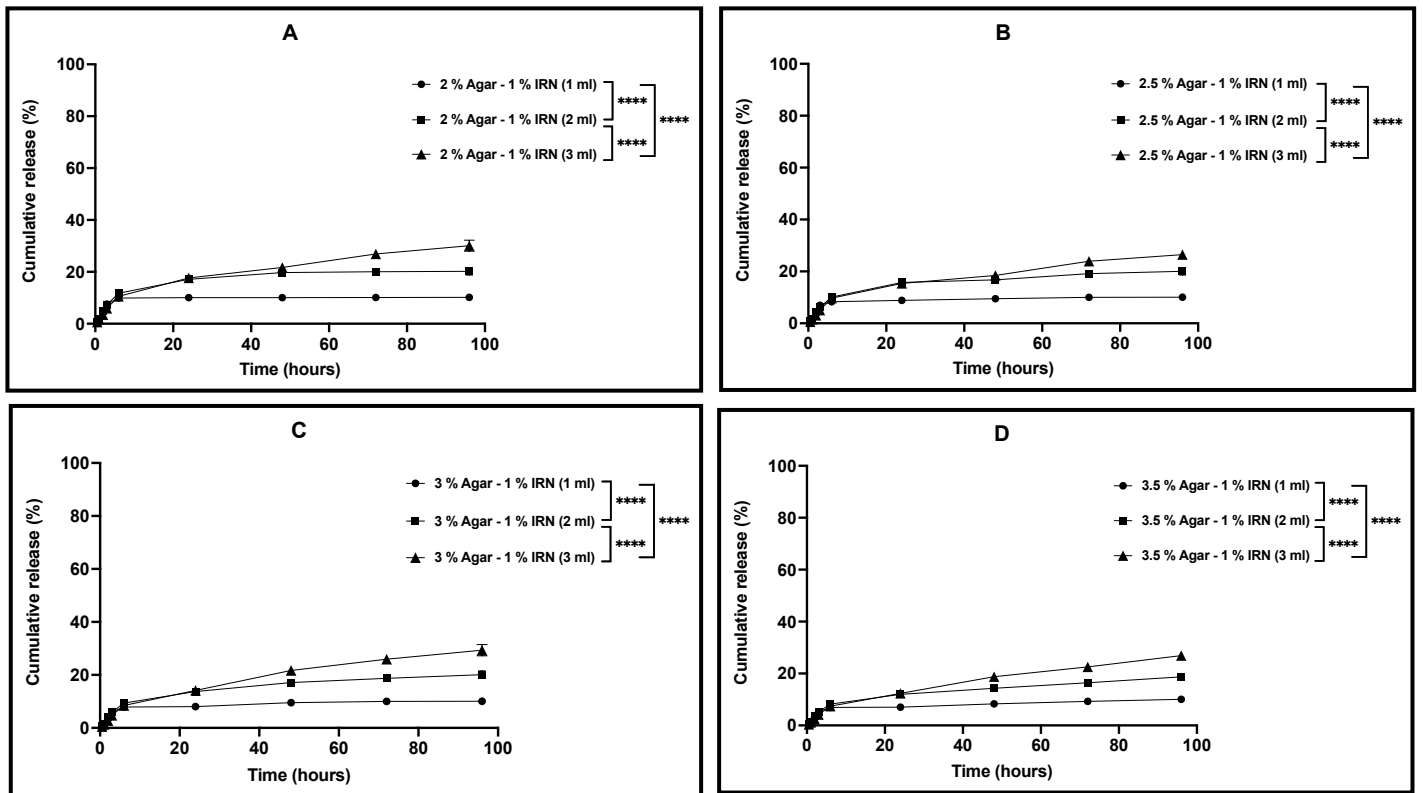 A
Cumulative release (%)
100
80
60
40
20
0
0 20 40 60 80 100
Time (hours)
2 % Agar - 1 % IRN (1 ml)
2 % Agar - 1 % IRN (2 ml)
2 % Agar - 1 % IRN (3 ml)
****
****
****
B
Cumulative release (%)
100
80
60
40
20
0
0 20 40 60 80 100
Time (hours)
2.5 % Agar - 1 % IRN (1 ml)
2.5 % Agar - 1 % IRN (2 ml)
2.5 % Agar - 1 % IRN (3 ml)
****
****
****
C
Cumulative release (%)
100
80
60
40
20
0
0 20 40 60 80 100
Time (hours)
3 % Agar - 1 % IRN (1 ml)
3 % Agar - 1 % IRN (2 ml)
3 % Agar - 1 % IRN (3 ml)
****
****
****
D
Cumulative release (%)
100
80
60
40
20
0
0 20 40 60 80 100
Time (hours)
3.5 % Agar - 1 % IRN (1 ml)
3.5 % Agar - 1 % IRN (2 ml)
3.5 % Agar - 1 % IRN (3 ml)
****
****
****